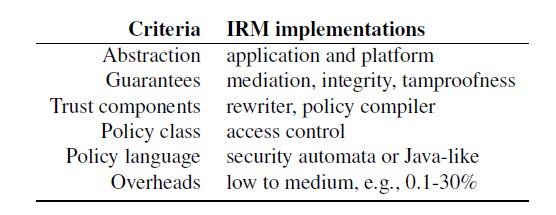 Criteria IRM implementations
Abstraction application and platform
Guarantees mediation, integrity, tamproofness
Trust components rewriter, policy compiler
Policy class access control
Policy language security automata or Java-like
Overheads low to medium, e.g., 0.1-30%